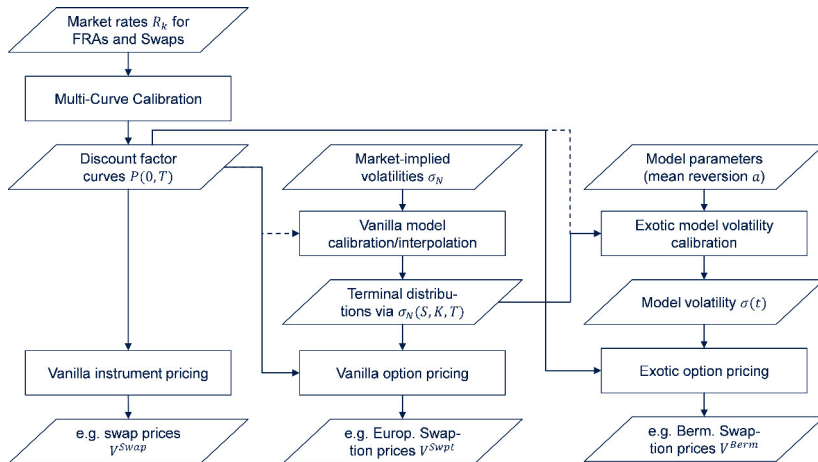 Market rates R_k for
FRAs and Swaps
Multi-Curve Calibration
Discount factor
curves P(0, T)
Market-implied
volatilities σ_N
Model parameters
(mean reversion a)
Vanilla model
calibration/interpolation
Exotic model volatility
calibration
Terminal distribu-
tions via σ_N(S, K, T)
Model volatility σ(t)
Vanilla instrument pricing
Vanilla option pricing
Exotic option pricing
e.g. swap prices
V^Swap
e.g. Europ. Swap-
tion prices V^Swpt
e.g. Berm. Swap-
tion prices V^Berm